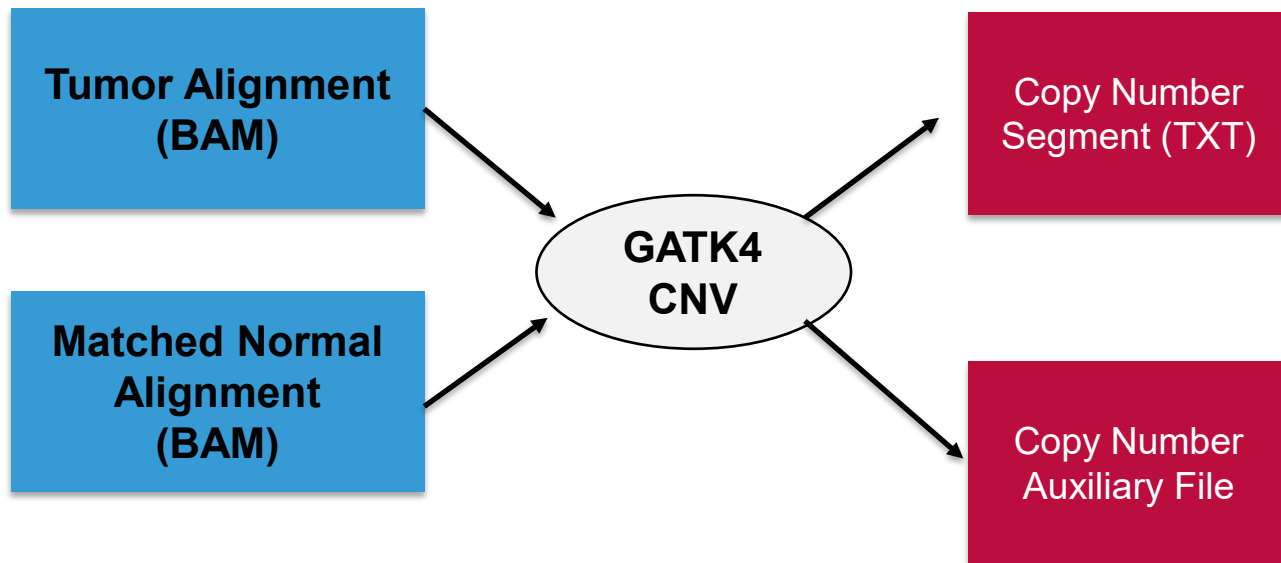 Tumor Alignment
(BAM)
Matched Normal
Alignment
(BAM)
GATK4
CNV
Copy Number
Segment (TXT)
Copy Number
Auxiliary File